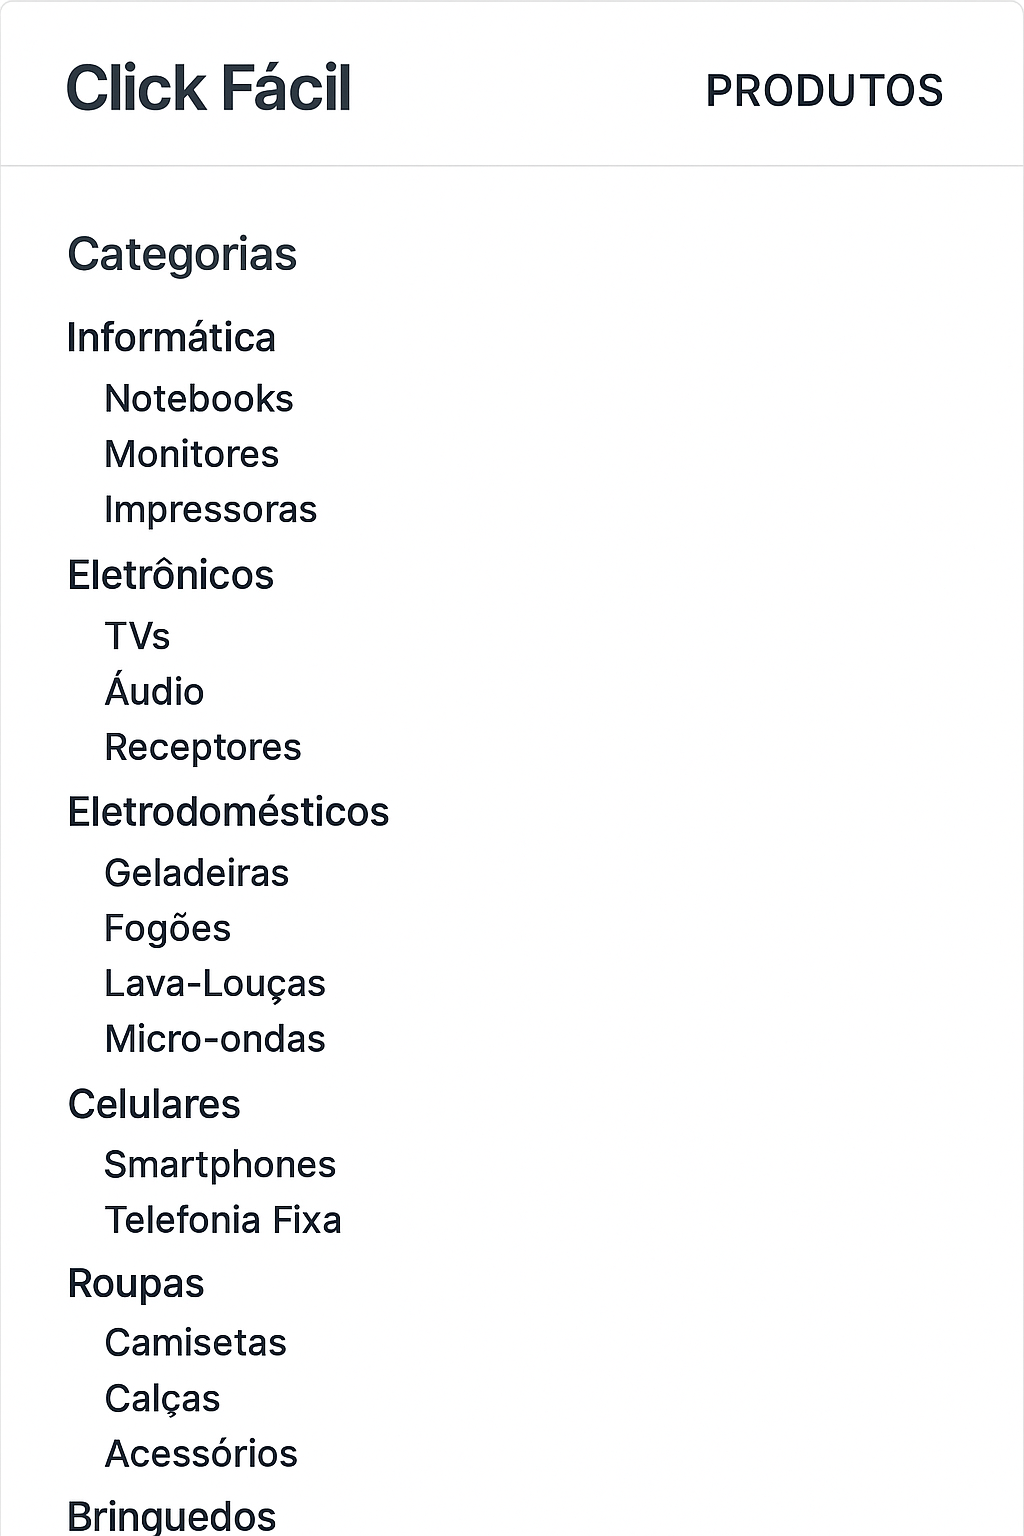 Click Fácil
PRODUTOS
Categorias
Informática
Notebooks
Monitores
Impressoras
Eletrônicos
TVs
Áudio
Receptores
Eletrodomésticos
Geladeiras
Fogões
Lava-Louças
Micro-ondas
Celulares
Smartphones
Telefonia Fixa
Roupas
Camisetas
Calças
Acessórios
Brinquedos